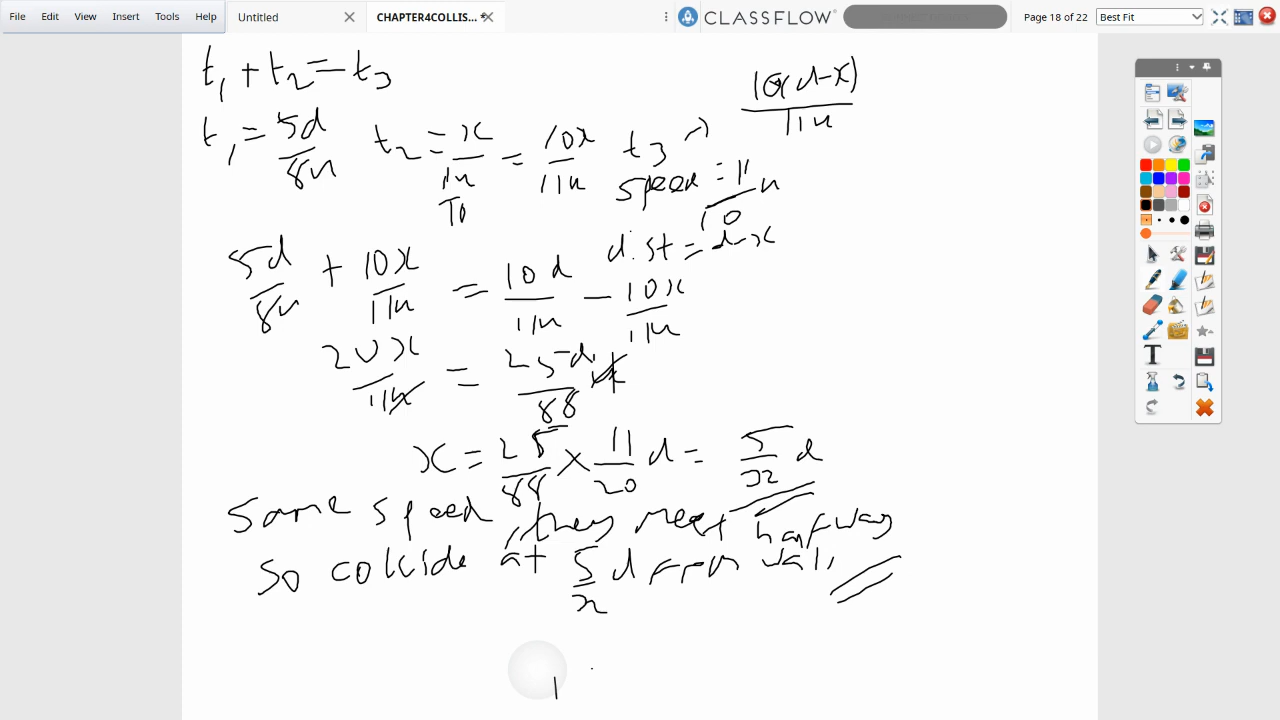 File Edit View Insert Tools Help
Untitled
CHAPTER4COLLIS... *
CLASSFLOW
Page 18 of 22
Best Fit
t₁ + t₂ = t₃
10(d-x)/11u
t₁ = 5d/8u t₂ = x/(11u/10) = 10x/11u t₃ →
speed = 11/10 u
dist = d-x
5d/8u + 10x/11u = 10d/11u - 10x/11u
20x/11u = 25d/88u
x = 25/88 × 11/20 d = 5/32 d
Same speed, they meet halfway
So collide at 5/32 d from wall
T